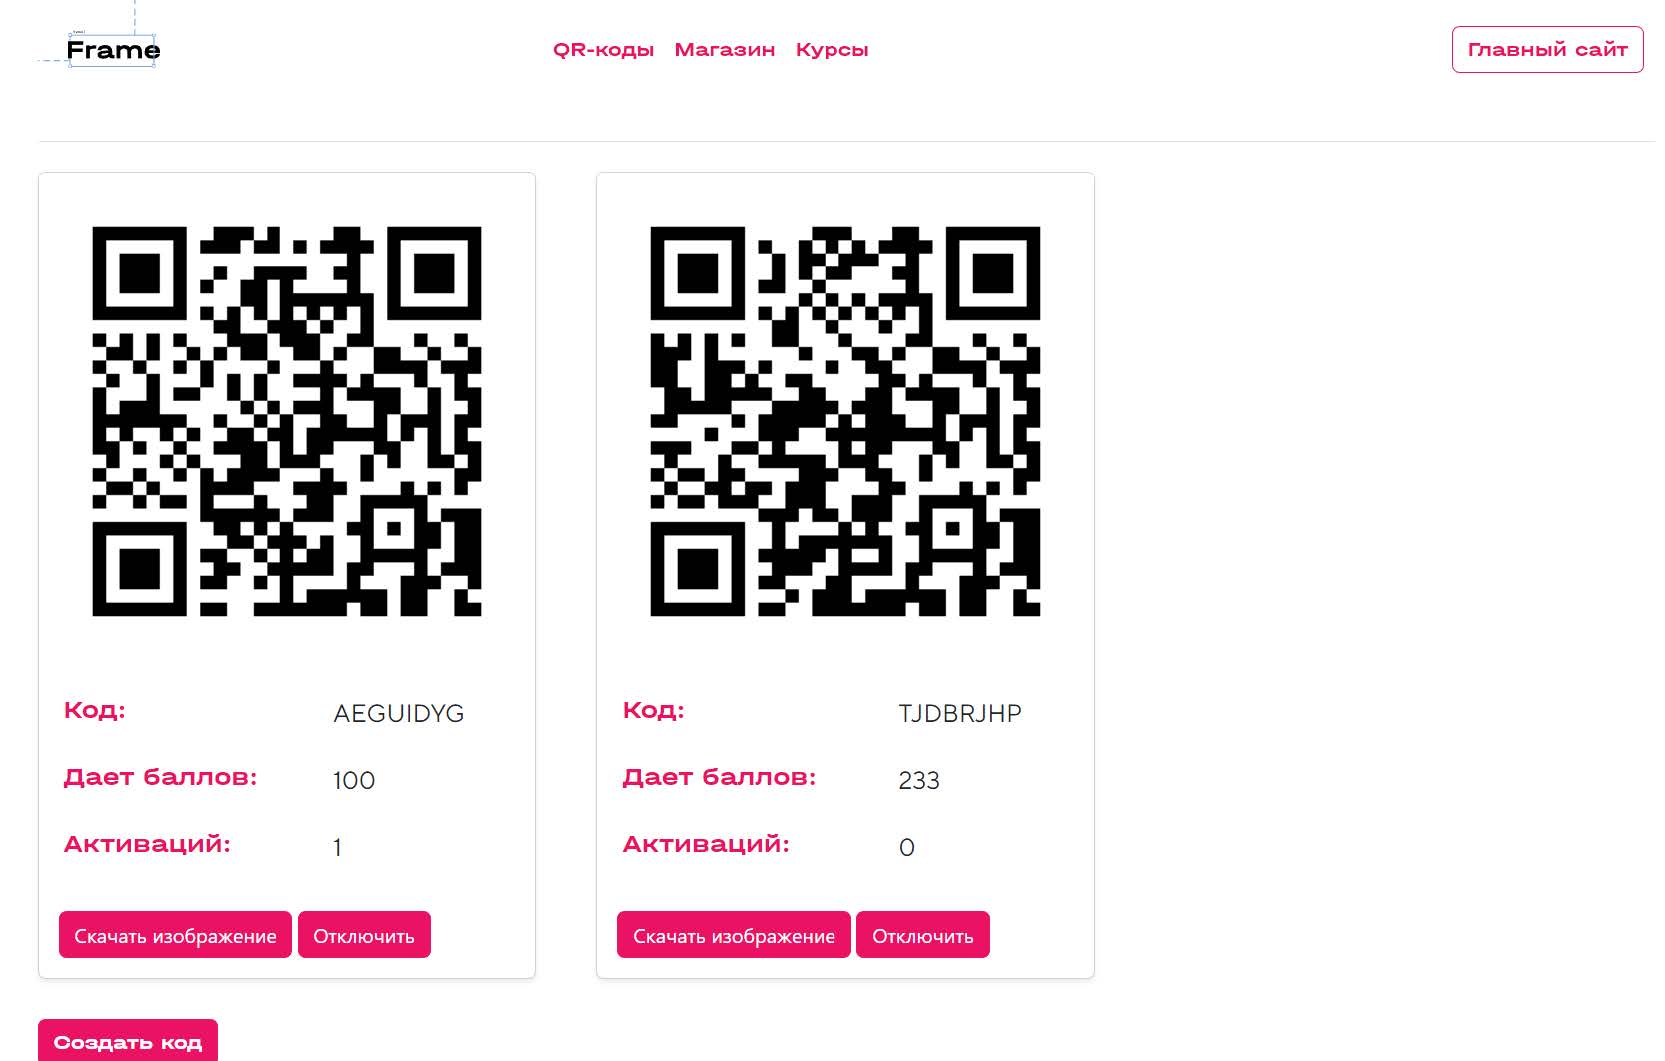 Frame
QR-коды Магазин Курсы
Главный сайт
Код: AEGUIDYG
Дает баллов: 100
Активаций: 1
Скачать изображение Отключить
Код: TJDBRJHP
Дает баллов: 233
Активаций: 0
Скачать изображение Отключить
Создать код